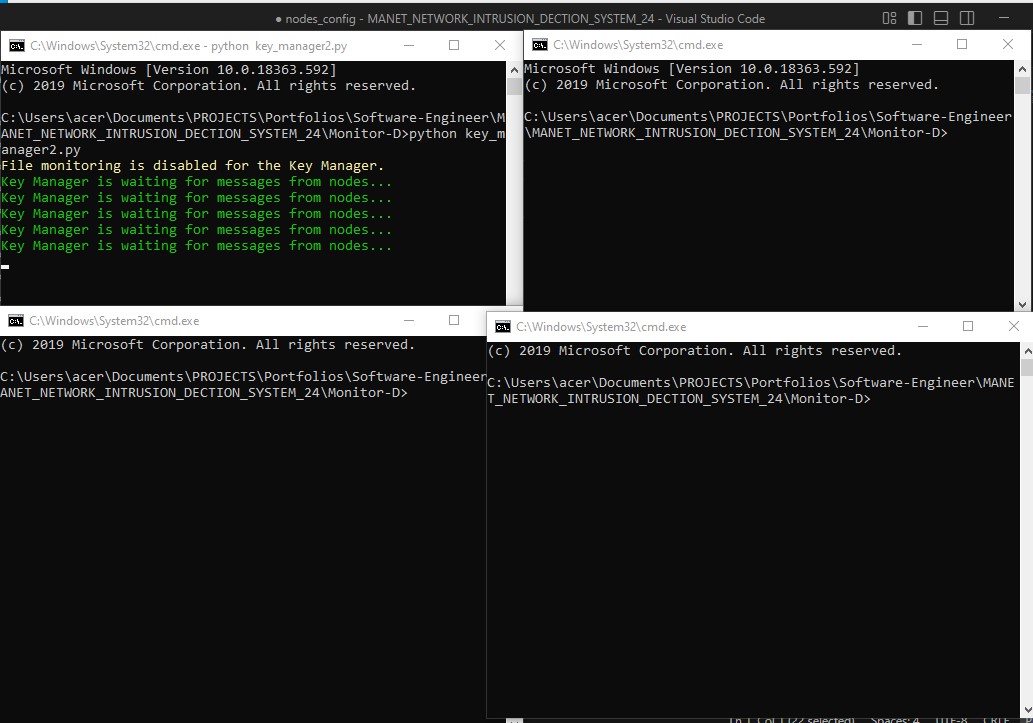 ● nodes_config - MANET_NETWORK_INTRUSION_DECTION_SYSTEM_24 - Visual Studio Code
C:\Windows\System32\cmd.exe - python  key_manager2.py
Microsoft Windows [Version 10.0.18363.592]
(c) 2019 Microsoft Corporation. All rights reserved.
C:\Users\acer\Documents\PROJECTS\Portfolios\Software-Engineer\M
ANET_NETWORK_INTRUSION_DECTION_SYSTEM_24\Monitor-D>python key_m
anager2.py
File monitoring is disabled for the Key Manager.
Key Manager is waiting for messages from nodes...
Key Manager is waiting for messages from nodes...
Key Manager is waiting for messages from nodes...
Key Manager is waiting for messages from nodes...
Key Manager is waiting for messages from nodes...
C:\Windows\System32\cmd.exe
Microsoft Windows [Version 10.0.18363.592]
(c) 2019 Microsoft Corporation. All rights reserved.
C:\Users\acer\Documents\PROJECTS\Portfolios\Software-Engineer
\MANET_NETWORK_INTRUSION_DECTION_SYSTEM_24\Monitor-D>
C:\Windows\System32\cmd.exe
(c) 2019 Microsoft Corporation. All rights reserved.
C:\Users\acer\Documents\PROJECTS\Portfolios\Software-Engineer
ANET_NETWORK_INTRUSION_DECTION_SYSTEM_24\Monitor-D>
C:\Windows\System32\cmd.exe
(c) 2019 Microsoft Corporation. All rights reserved.
C:\Users\acer\Documents\PROJECTS\Portfolios\Software-Engineer\MANE
T_NETWORK_INTRUSION_DECTION_SYSTEM_24\Monitor-D>
Spaces: 4 UTF-8 CRLF